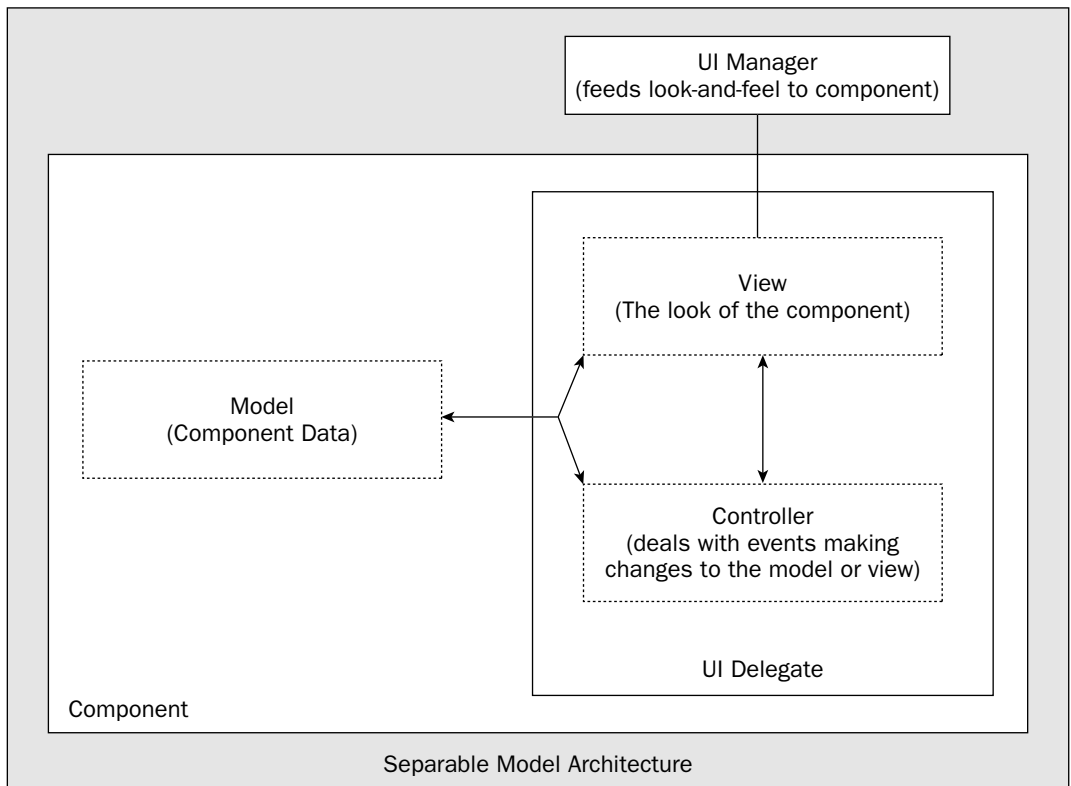 UI Manager
(feeds look-and-feel to component)
View
(The look of the component)
Model
(Component Data)
Controller
(deals with events making
changes to the model or view)
UI Delegate
Component
Separable Model Architecture